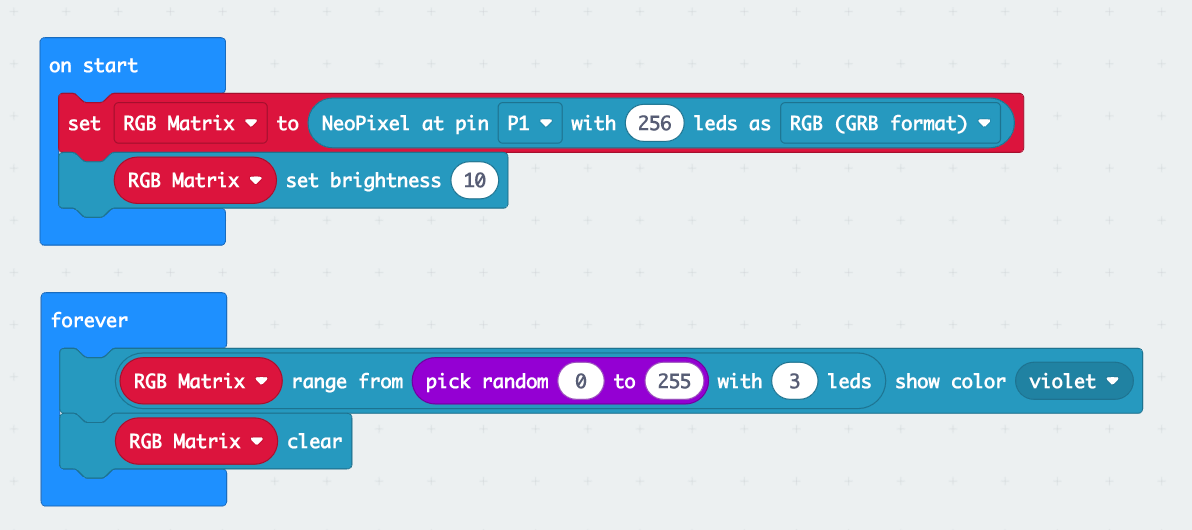 on start
set RGB Matrix to NeoPixel at pin P1 with 256 leds as RGB (GRB format)
RGB Matrix set brightness 10
forever
RGB Matrix range from pick random 0 to 255 with 3 leds show color violet
RGB Matrix clear